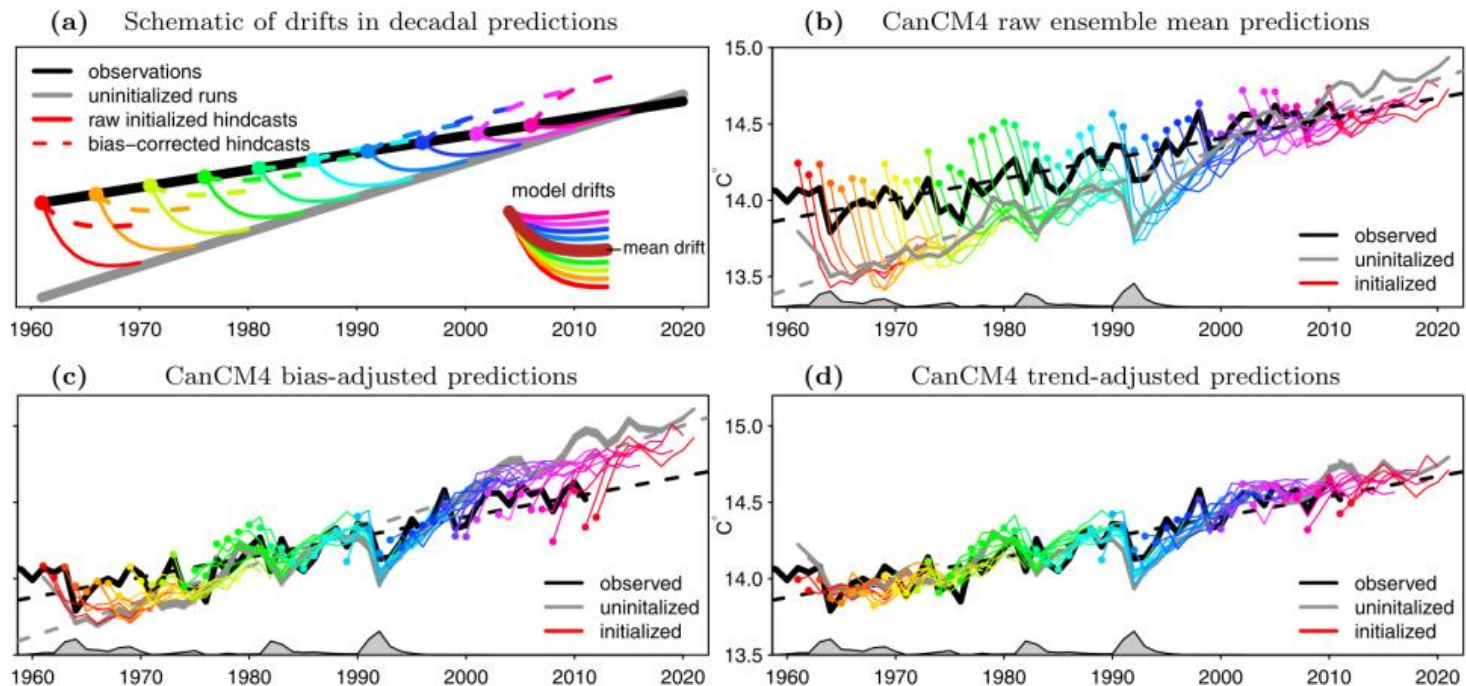 (a) Schematic of drifts in decadal predictions
observations
uninitialized runs
raw initialized hindcasts
bias-corrected hindcasts
model drifts
mean drift
1960 1970 1980 1990 2000 2010 2020
(b) CanCM4 raw ensemble mean predictions
15.0
14.5
14.0
13.5
C°
observed
uninitalized
initialized
1960 1970 1980 1990 2000 2010 2020
(c) CanCM4 bias-adjusted predictions
observed
uninitalized
initialized
1960 1970 1980 1990 2000 2010 2020
(d) CanCM4 trend-adjusted predictions
15.0
14.5
14.0
13.5
C°
observed
uninitalized
initialized
1960 1970 1980 1990 2000 2010 2020